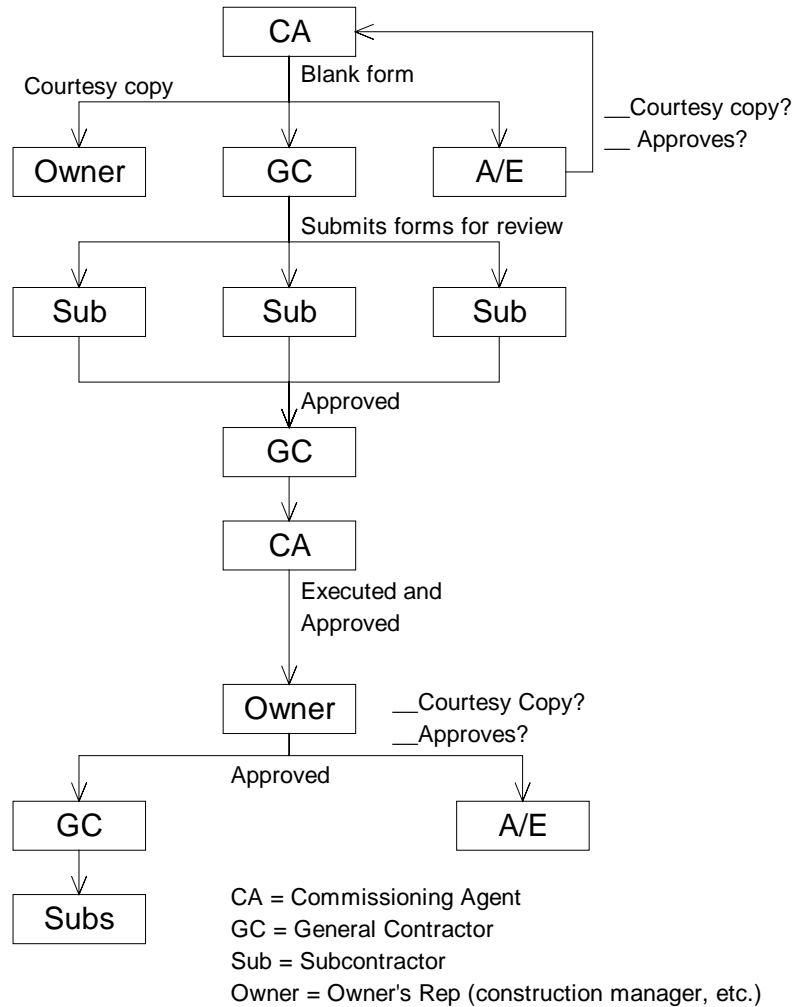 CA
Blank form
Courtesy copy
__Courtesy copy?
__ Approves?
Owner
GC
A/E
Submits forms for review
Sub
Sub
Sub
Approved
GC
CA
Executed and
Approved
Owner
__Courtesy Copy?
__Approves?
Approved
GC
A/E
Subs
CA = Commissioning Agent
GC = General Contractor
Sub = Subcontractor
Owner = Owner's Rep (construction manager, etc.)